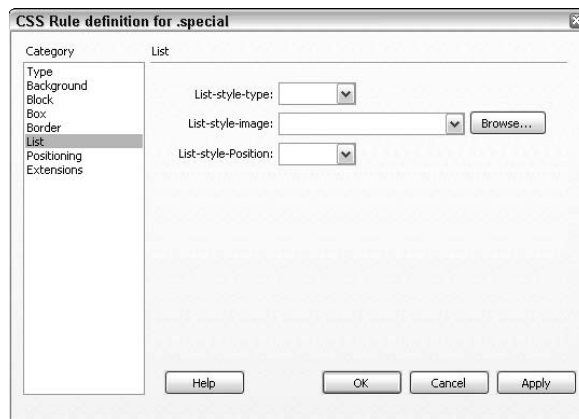 CSS Rule definition for .special
Category
List
Type
Background
Block
Box
Border
List
Positioning
Extensions
List-style-type:
List-style-image:
Browse...
List-style-Position:
Help
OK
Cancel
Apply